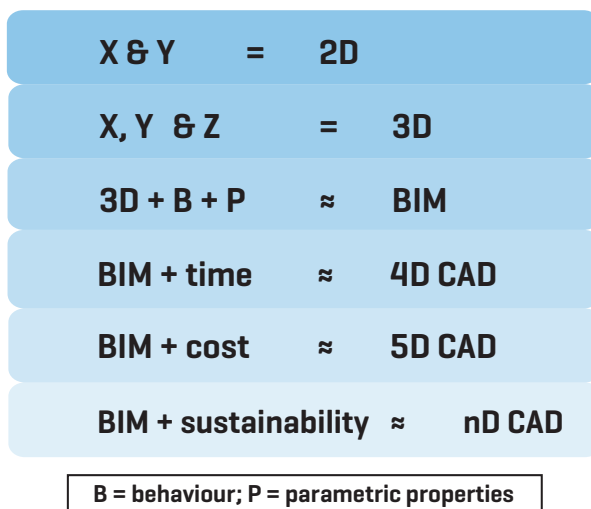 X & Y = 2D
X, Y & Z = 3D
3D + B + P ≈ BIM
BIM + time ≈ 4D CAD
BIM + cost ≈ 5D CAD
BIM + sustainability ≈ nD CAD
B = behaviour; P = parametric properties